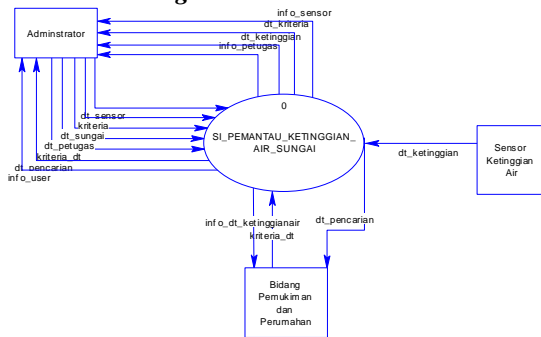 info_sensor
dt_kriteria
dt_ketinggian
info_petugas
Adminstrator
0
SI_PEMANTAU_KETINGGIAN_
AIR_SUNGAI
dt_sensor
kriteria
dt_sungai
dt_petugas
kriteria_dt
dt_pencarian
info_user
dt_ketinggian
Sensor
Ketinggian
Air
info_dt_ketinggianair
kriteria_dt
dt_pencarian
Bidang
Pemukiman
dan
Perumahan